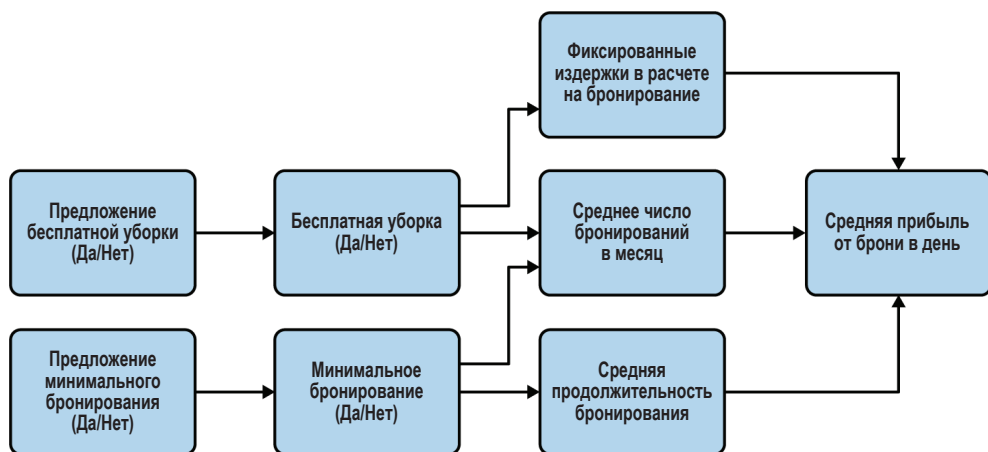 Фиксированные
издержки в расчете
на бронирование
Предложение
бесплатной уборки
(Да/Нет)
Бесплатная уборка
(Да/Нет)
Среднее число
бронирований
в месяц
Средняя прибыль
от брони в день
Предложение
минимального
бронирования
(Да/Нет)
Минимальное
бронирование
(Да/Нет)
Средняя
продолжительность
бронирования